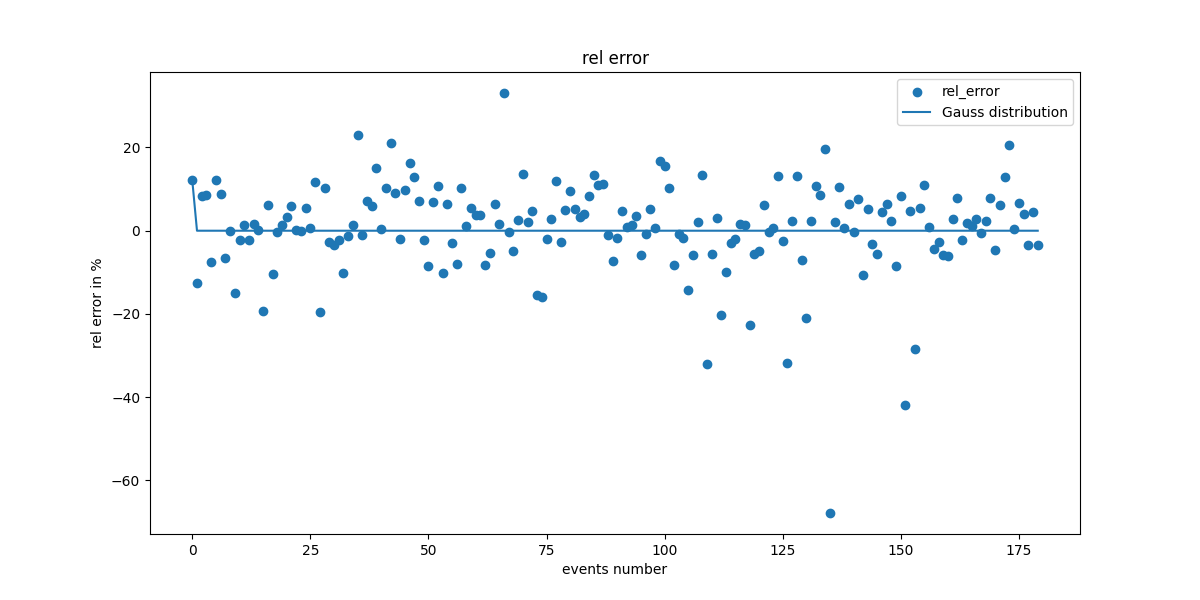 rel error
rel_error
Gauss distribution
rel error in %
20
0
−20
−40
−60
0 25 50 75 100 125 150 175
events number